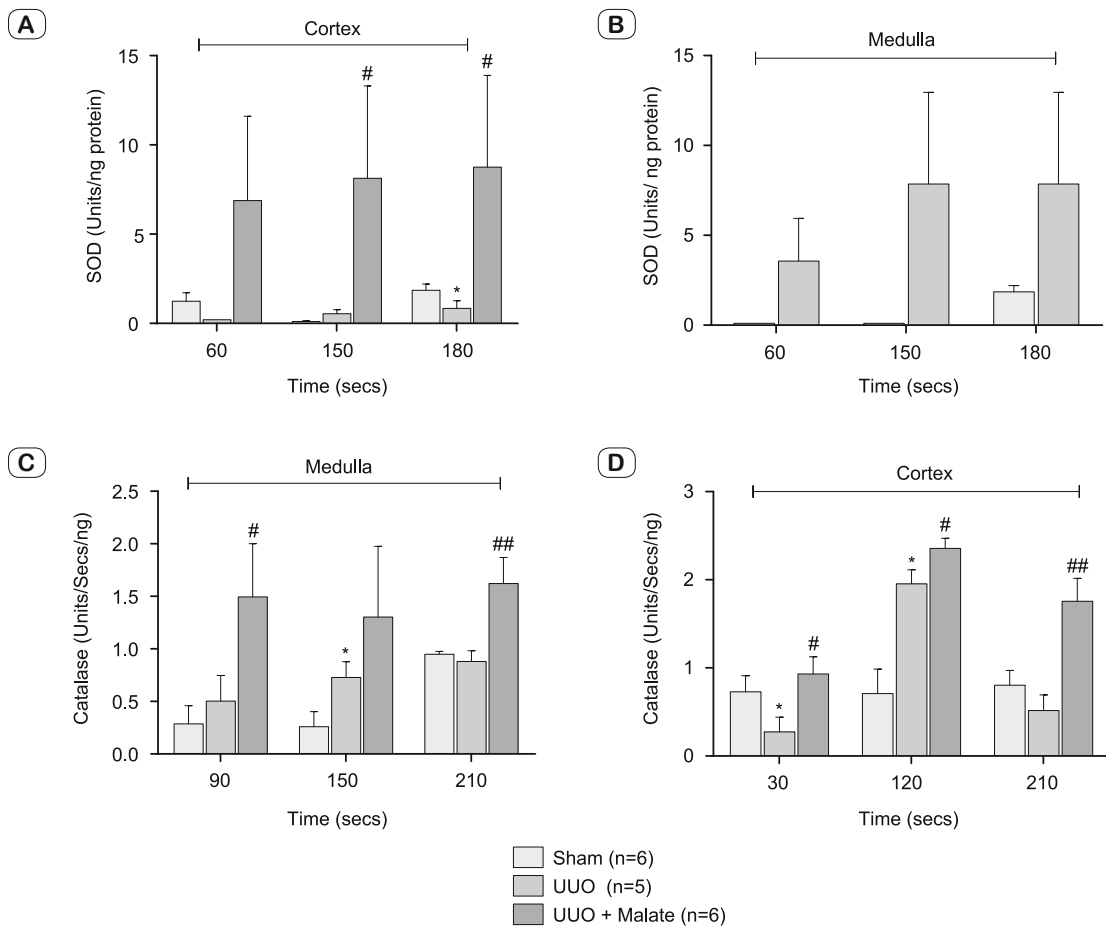 A
Cortex
SOD (Units/ng protein)
15
10
5
0
#
#
*
60 150 180
Time (secs)
B
Medulla
SOD (Units/ ng protein)
15
10
5
0
60 150 180
Time (secs)
C
Medulla
Catalase (Units/Secs/ng)
2.5
2.0
1.5
1.0
0.5
0.0
#
*
##
90 150 210
Time (secs)
D
Cortex
Catalase (Units/Secs/ng)
3
2
1
0
*
#
*
#
##
30 120 210
Time (secs)
Sham (n=6)
UUO (n=5)
UUO + Malate (n=6)